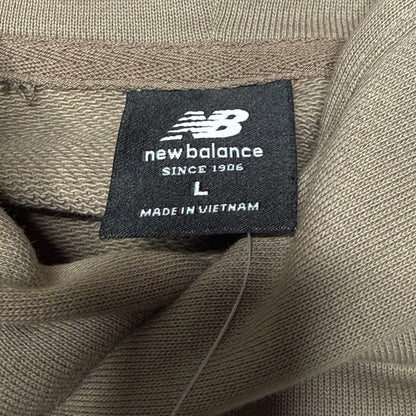 NB
new balance
SINCE 1906
L
MADE IN VIETNAM